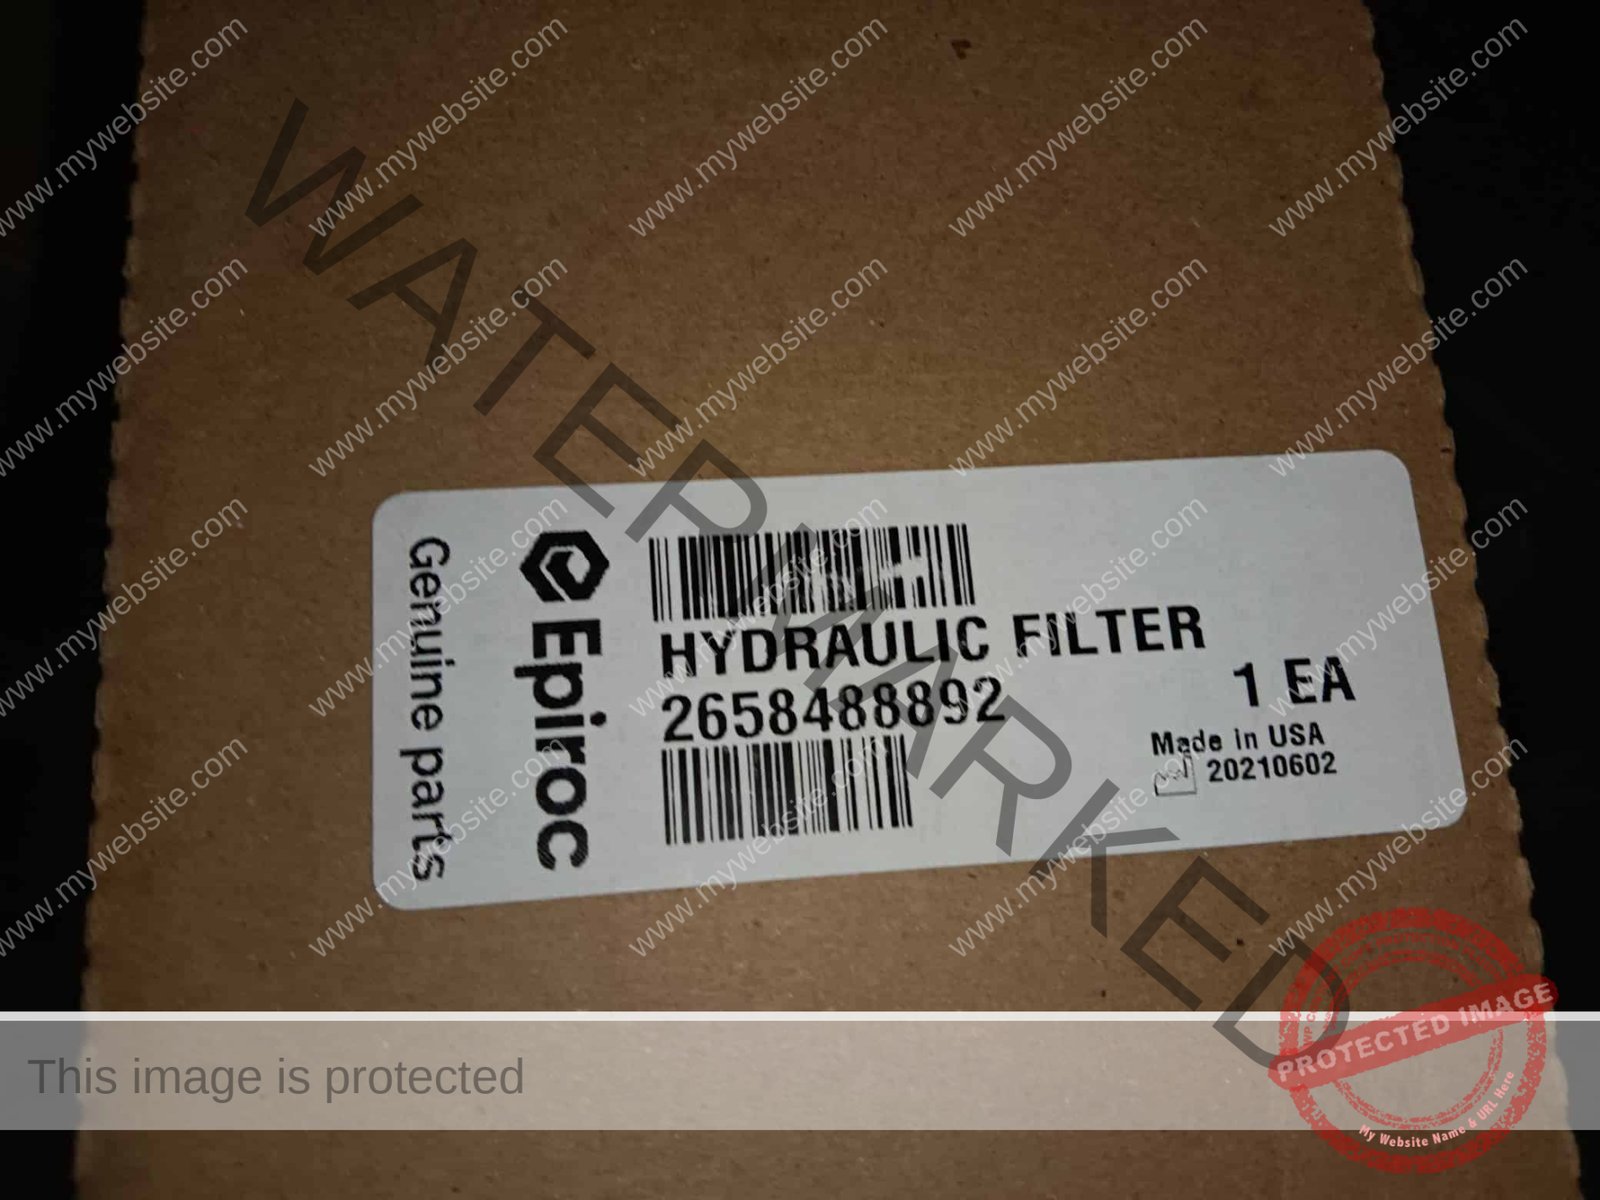 Genuine parts
Epiroc
HYDRAULIC FILTER
2658488892
1 EA
Made in USA
20210602
WATERMARKED
www.mywebsite.com
This image is protected
PROTECTED IMAGE
My Website Name & URL Here